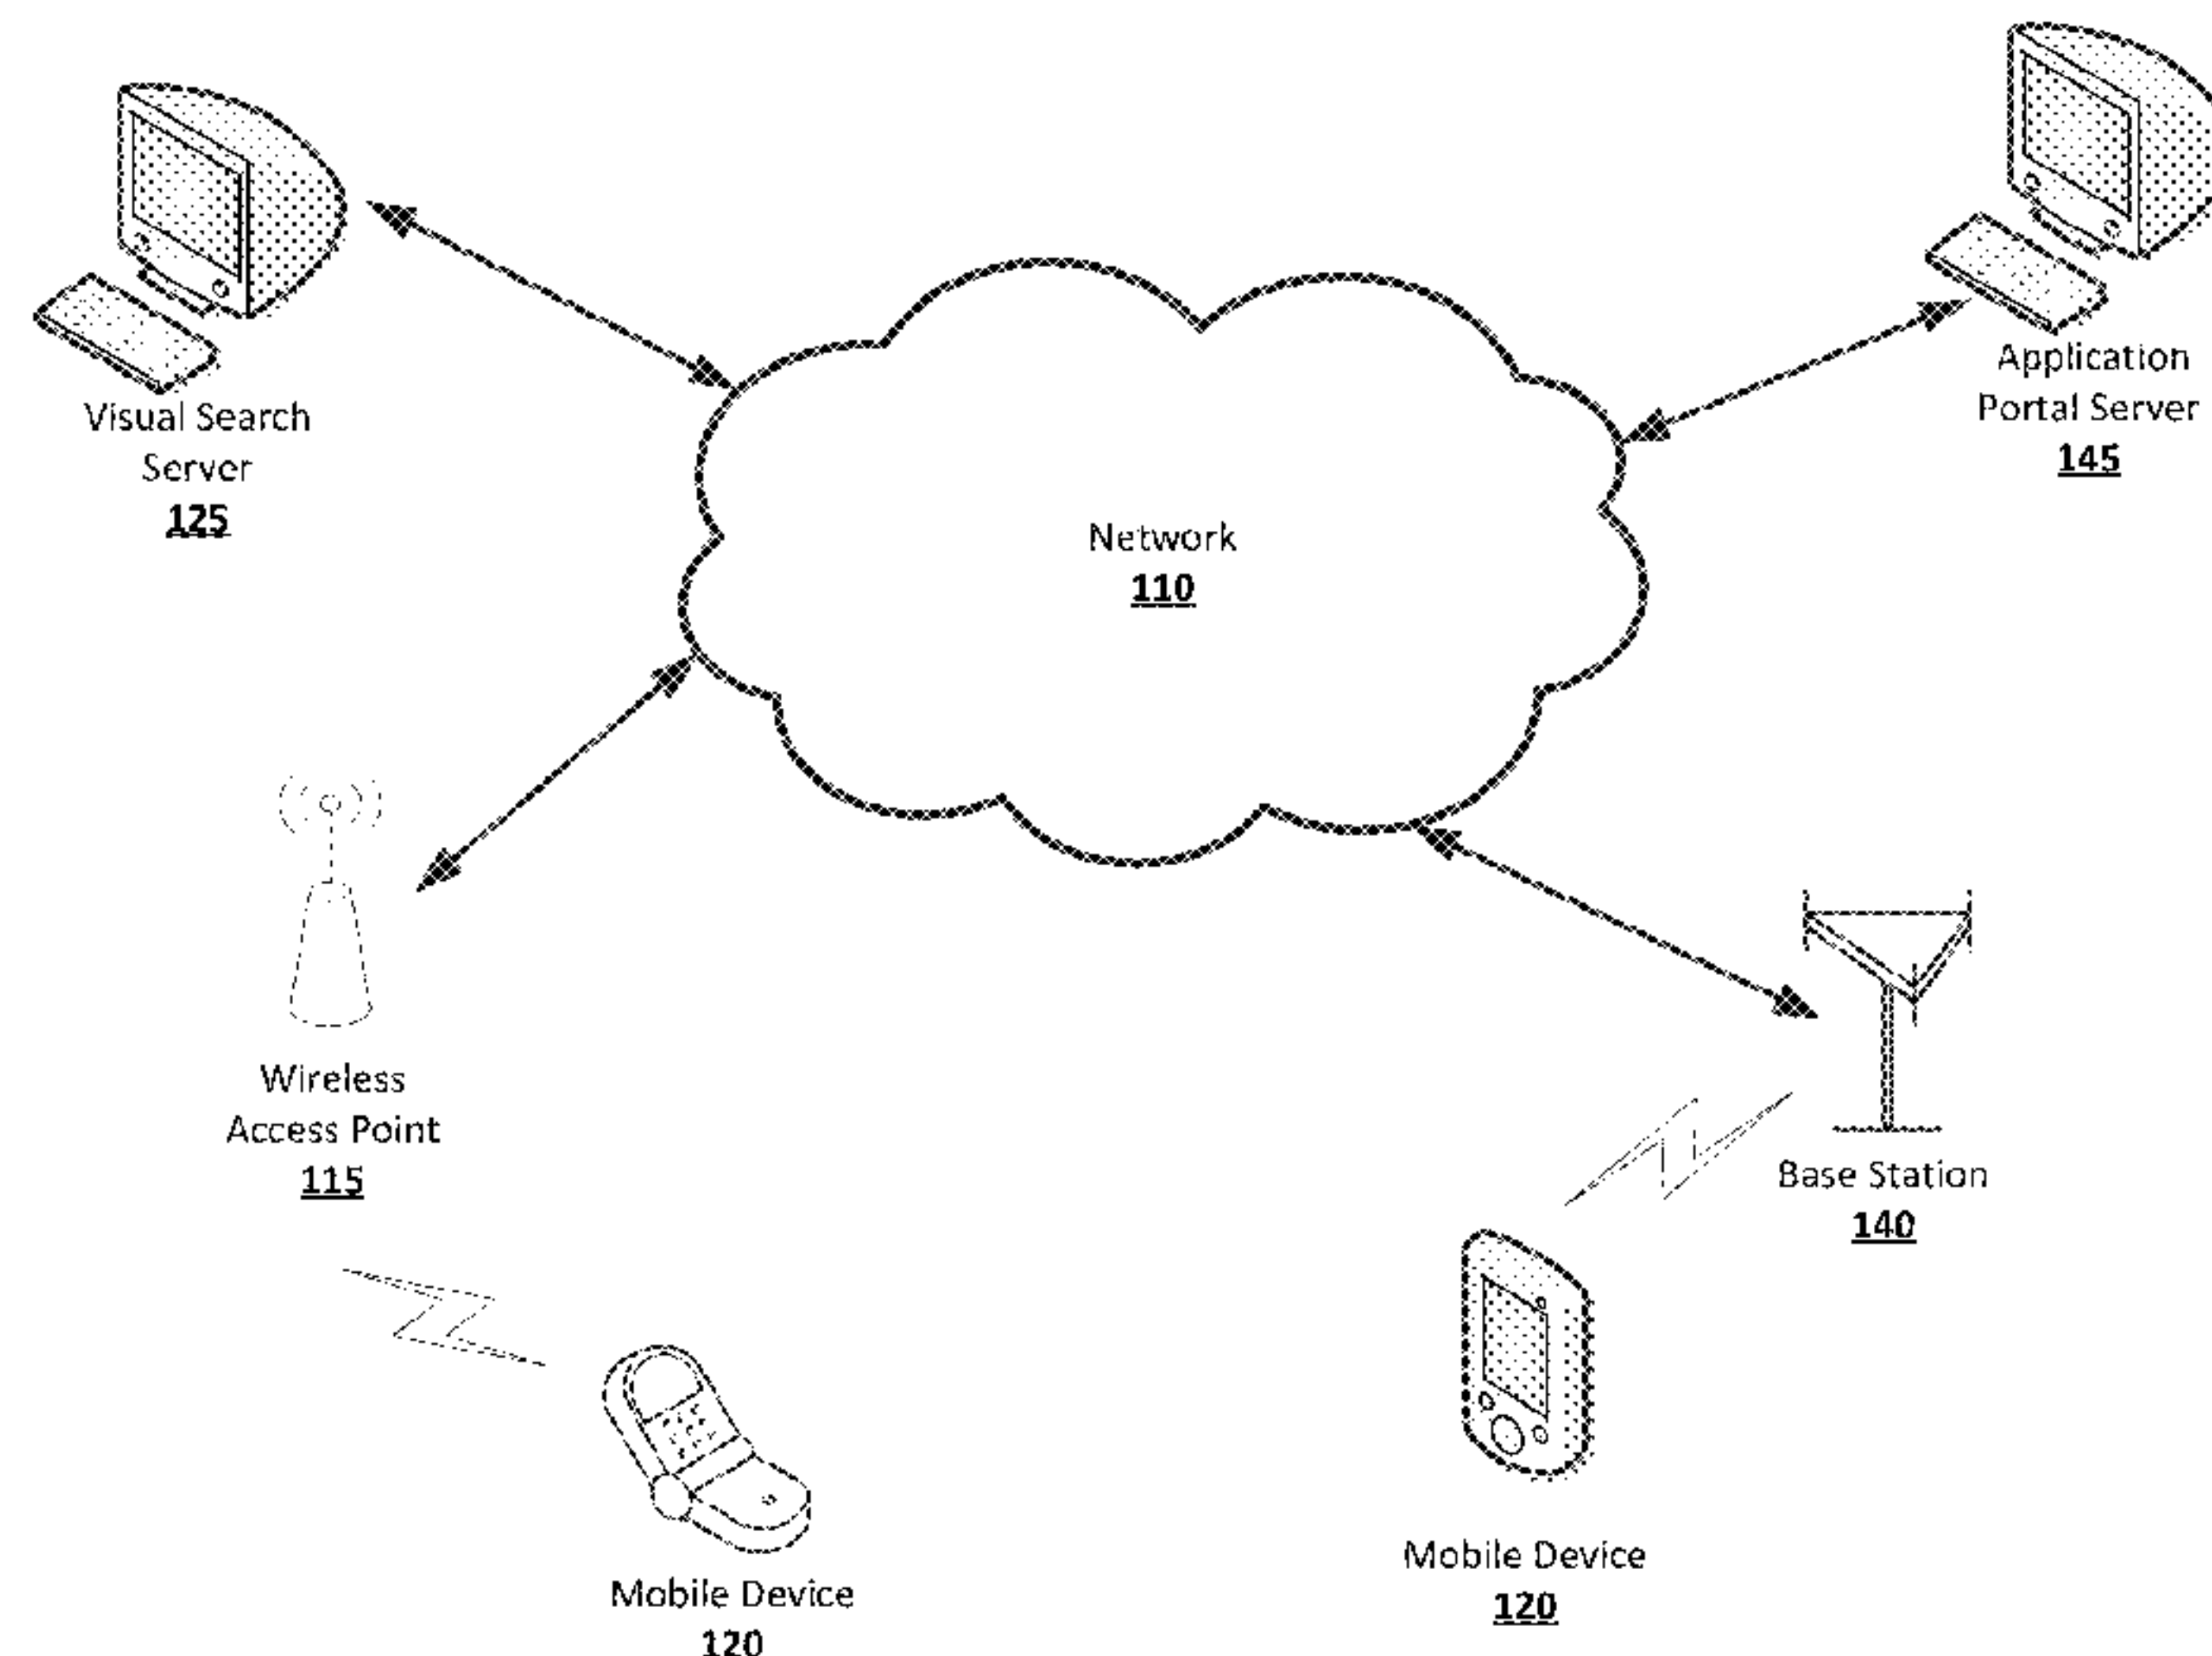 Visual Search
Server
125
Application
Portal Server
145
Network
110
Wireless
Access Point
115
Base Station
140
Mobile Device
120
Mobile Device
120